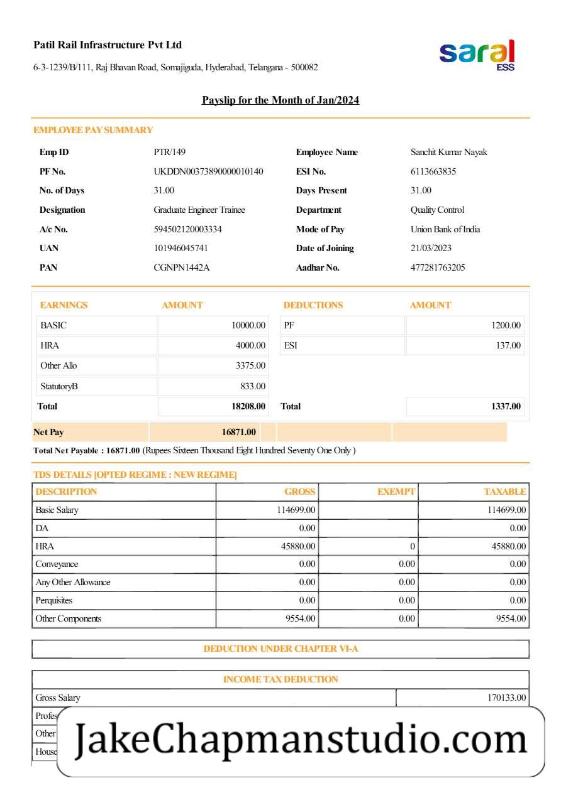 Patil Rail Infrastructure Pvt Ltd
saral
ESS
6-3-1239/B/111, Raj Bhavan Road, Somajiguda, Hyderabad, Telangana - 500082
Payslip for the Month of Jan/2024
EMPLOYEE PAY SUMMARY
Emp ID PTR/149 Employee Name Sanchit Kumar Nayak
PF No. UKDDN00373890000010140 ESI No. 6113663835
No. of Days 31.00 Days Present 31.00
Designation Graduate Engineer Trainee Department Quality Control
A/c No. 594502120003334 Mode of Pay Union Bank of India
UAN 101946045741 Date of Joining 21/03/2023
PAN CGNPN1442A Aadhar No. 477281763205
EARNINGS AMOUNT DEDUCTIONS AMOUNT
BASIC 10000.00 PF 1200.00
HRA 4000.00 ESI 137.00
Other Allo 3375.00
StatutoryB 833.00
Total 18208.00 Total 1337.00
Net Pay 16871.00
Total Net Payable : 16871.00 (Rupees Sixteen Thousand Eight Hundred Seventy One Only )
TDS DETAILS [OPTED REGIME : NEW REGIME]
DESCRIPTION GROSS EXEMPT TAXABLE
Basic Salary 114699.00 114699.00
DA 0.00 0.00
HRA 45880.00 0 45880.00
Conveyance 0.00 0.00 0.00
Any Other Allowance 0.00 0.00 0.00
Perquisites 0.00 0.00 0.00
Other Components 9554.00 0.00 9554.00
DEDUCTION UNDER CHAPTER VI-A
INCOME TAX DEDUCTION
Gross Salary 170133.00
Profes
Other
House
JakeChapmanstudio.com